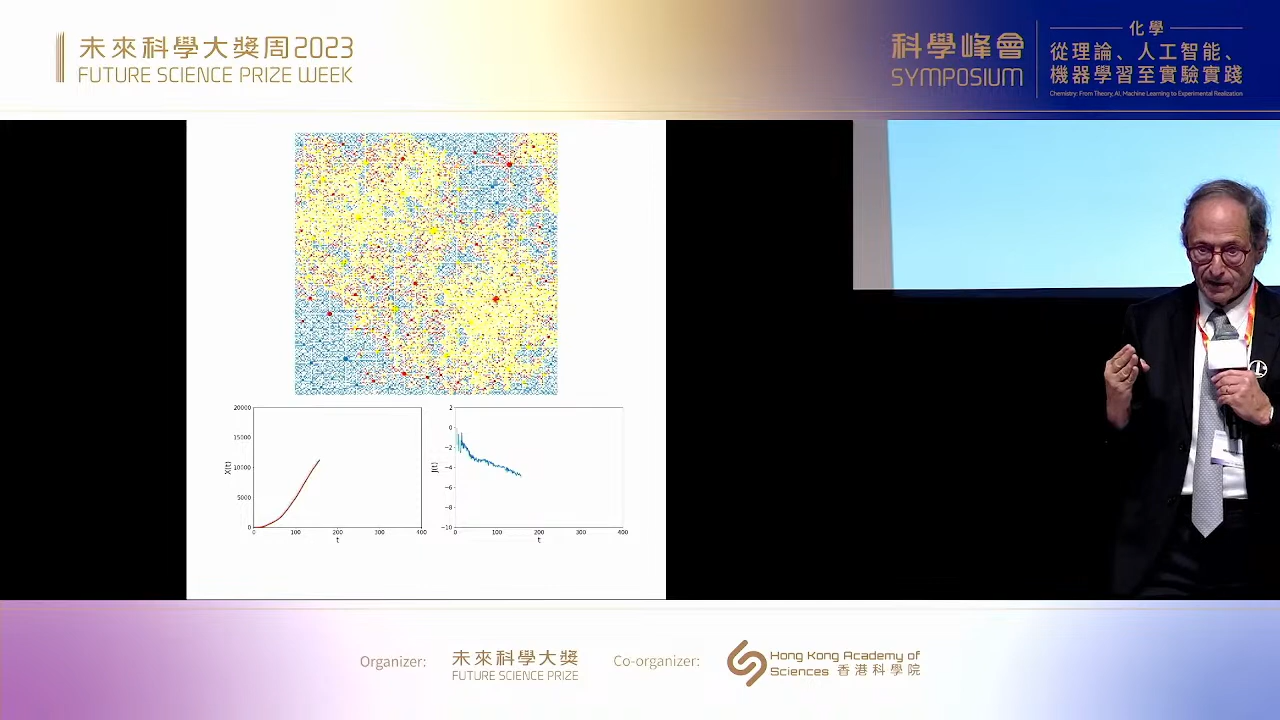 未來科學大獎周2023
FUTURE SCIENCE PRIZE WEEK
科學峰會
SYMPOSIUM
化學
從理論、人工智能、
機器學習至實驗實踐
Chemistry: From Theory, AI, Machine Learning to Experimental Realization
20000
15000
10000
5000
0
X(t)
0 100 200 300 400
t
2
0
−2
−4
−6
−8
−10
J(t)
0 100 200 300 400
t
Organizer:
未來科學大獎
FUTURE SCIENCE PRIZE
Co-organizer:
Hong Kong Academy of
Sciences 香港科學院